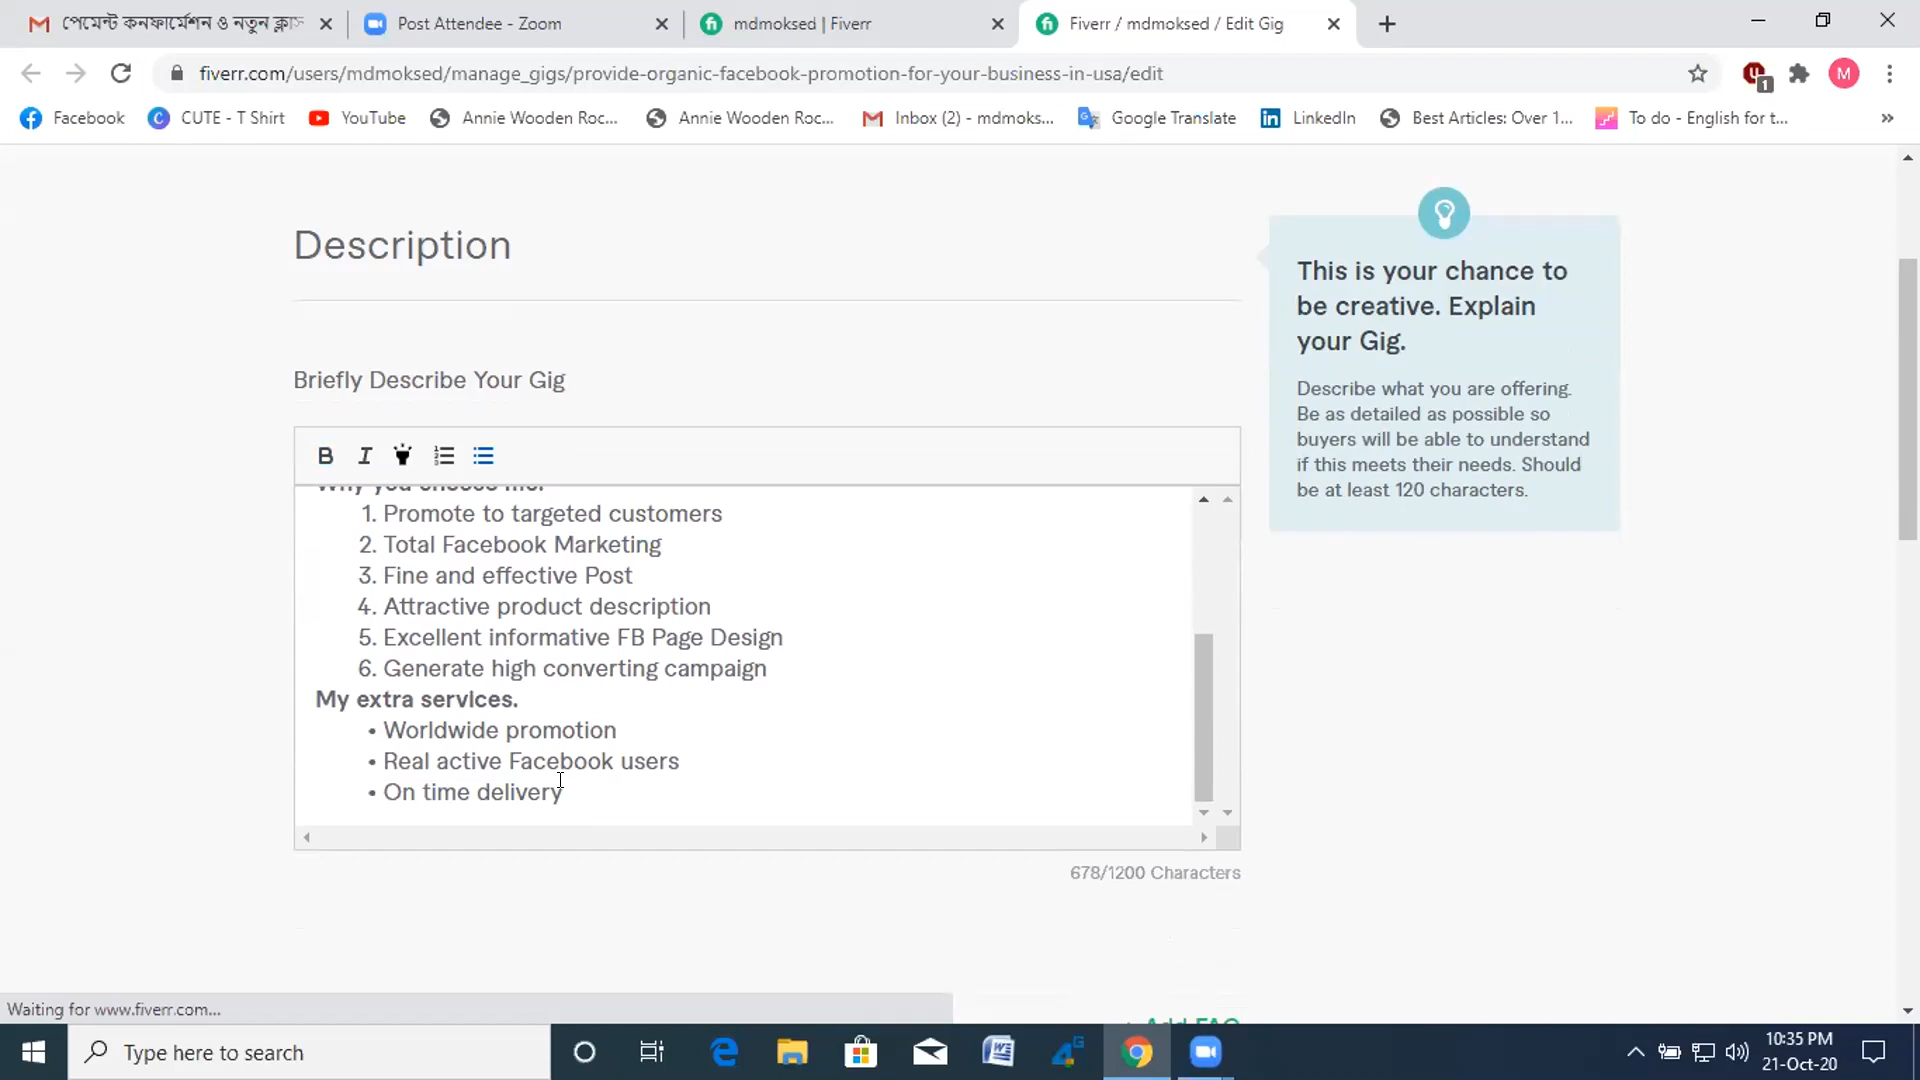 পেমেন্ট কনফার্মেশন ও নতুন ক্লাস
Post Attendee - Zoom
mdmoksed | Fiverr
Fiverr / mdmoksed / Edit Gig
fiverr.com/users/mdmoksed/manage_gigs/provide-organic-facebook-promotion-for-your-business-in-usa/edit
1
M
Facebook
CUTE - T Shirt
YouTube
Annie Wooden Roc...
Annie Wooden Roc...
Inbox (2) - mdmoks...
Google Translate
LinkedIn
Best Articles: Over 1...
To do - English for t...
»
Description
This is your chance to
be creative. Explain
your Gig.
Describe what you are offering.
Be as detailed as possible so
buyers will be able to understand
if this meets their needs. Should
be at least 120 characters.
Briefly Describe Your Gig
B I
Why you choose me.
1. Promote to targeted customers
2. Total Facebook Marketing
3. Fine and effective Post
4. Attractive product description
5. Excellent informative FB Page Design
6. Generate high converting campaign
My extra services.
• Worldwide promotion
• Real active Facebook users
• On time delivery
678/1200 Characters
+ Add FAQ
Waiting for www.fiverr.com...
Type here to search
10:35 PM
21-Oct-20